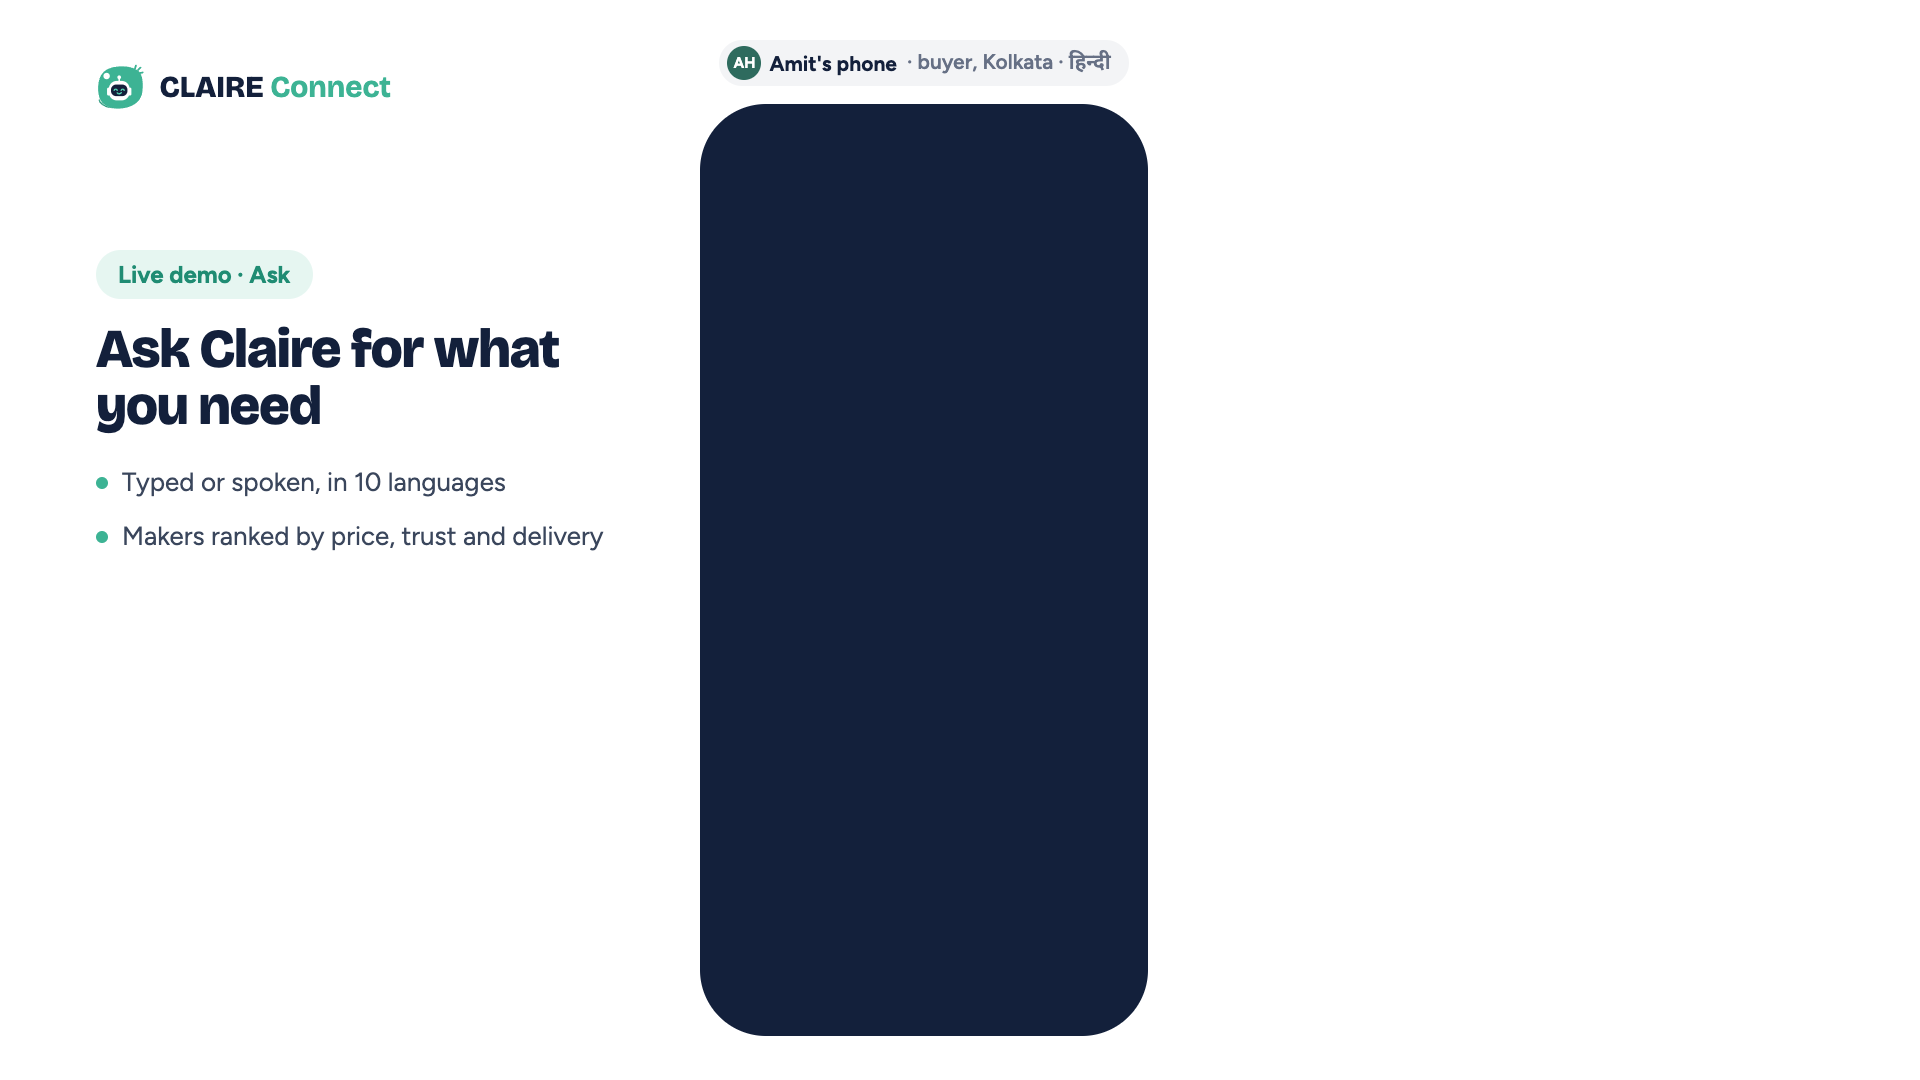 CLAIRE Connect
AH Amit's phone · buyer, Kolkata · हिन्दी
Live demo · Ask
Ask Claire for what
you need
Typed or spoken, in 10 languages
Makers ranked by price, trust and delivery